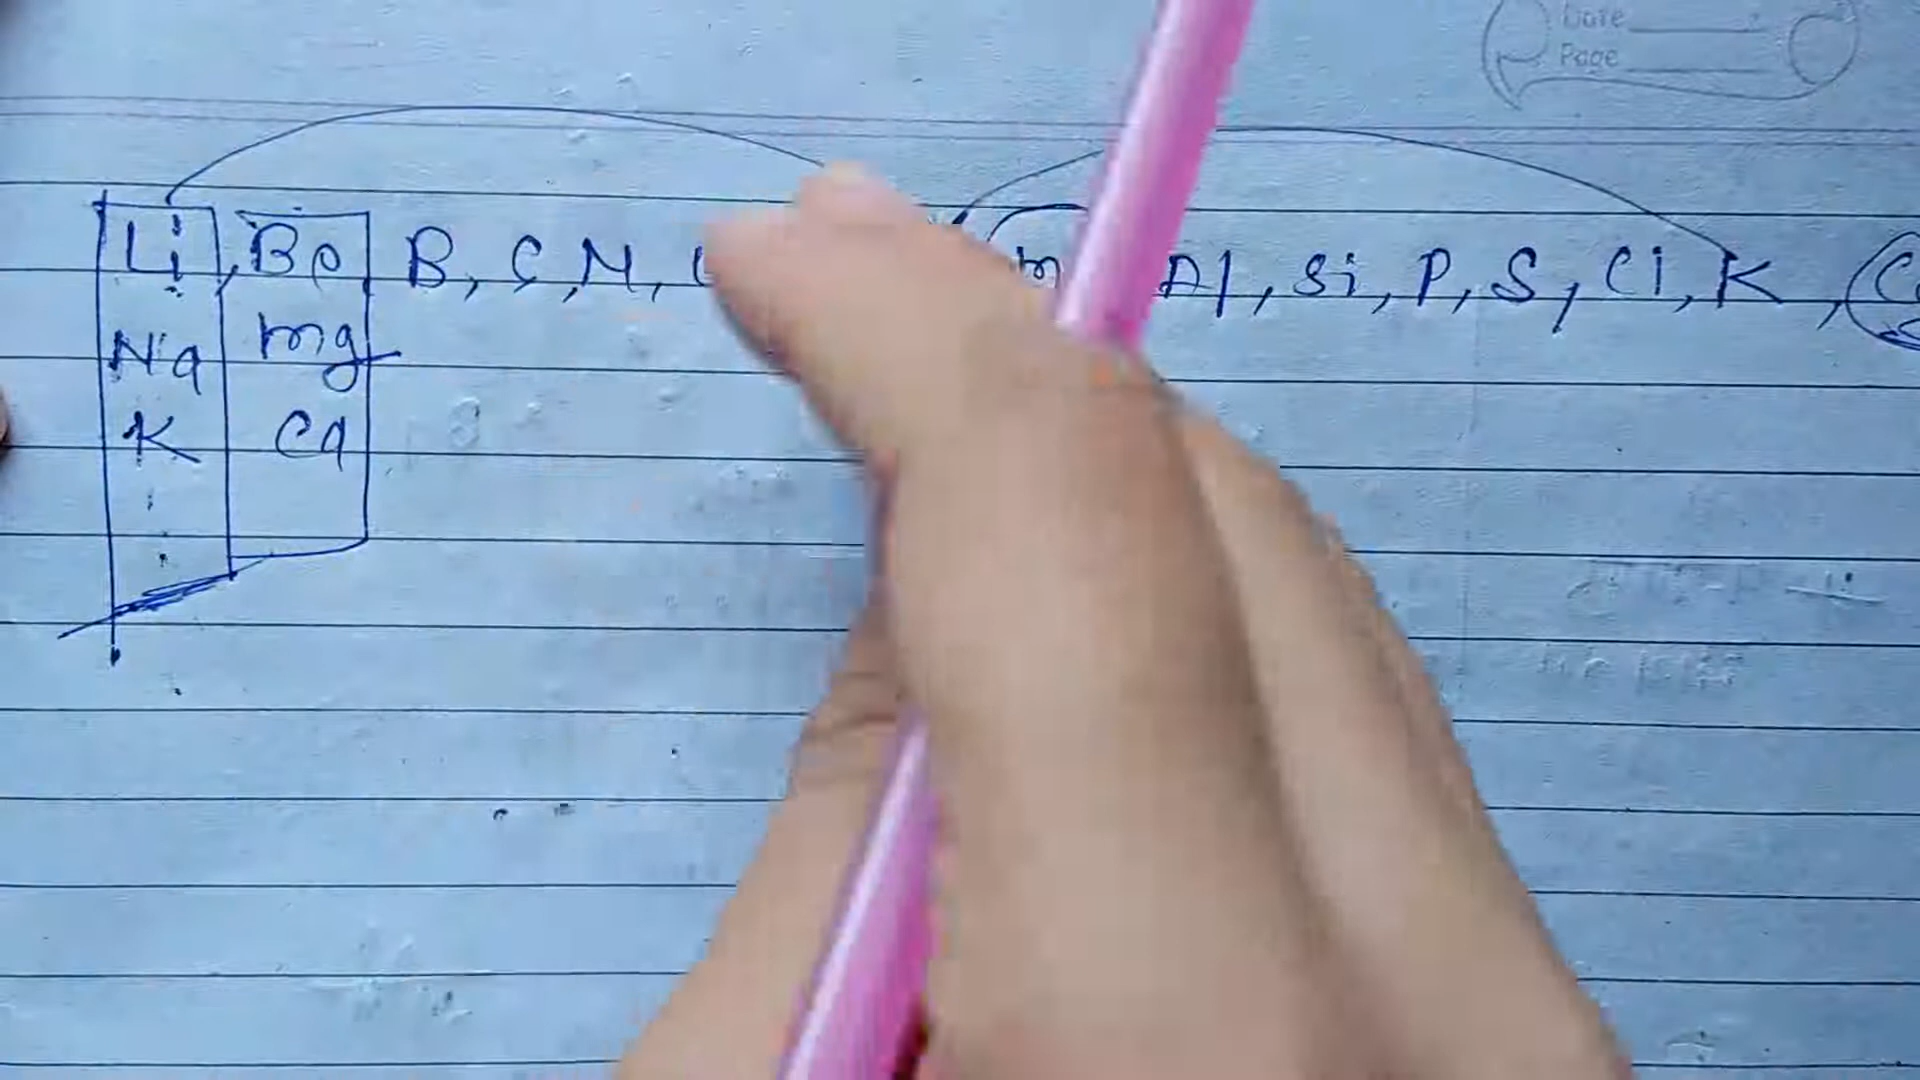 Date
Page
Li, Be B, C, N, Al, Si, P, S, Cl, K,
Na mg
K Ca